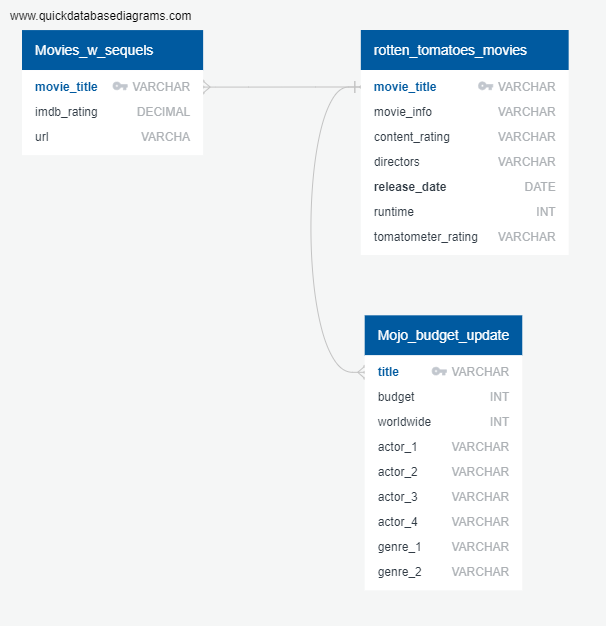 www.quickdatabasediagrams.com
Movies_w_sequels
movie_title VARCHAR
imdb_rating DECIMAL
url VARCHA
rotten_tomatoes_movies
movie_title VARCHAR
movie_info VARCHAR
content_rating VARCHAR
directors VARCHAR
release_date DATE
runtime INT
tomatometer_rating VARCHAR
Mojo_budget_update
title VARCHAR
budget INT
worldwide INT
actor_1 VARCHAR
actor_2 VARCHAR
actor_3 VARCHAR
actor_4 VARCHAR
genre_1 VARCHAR
genre_2 VARCHAR